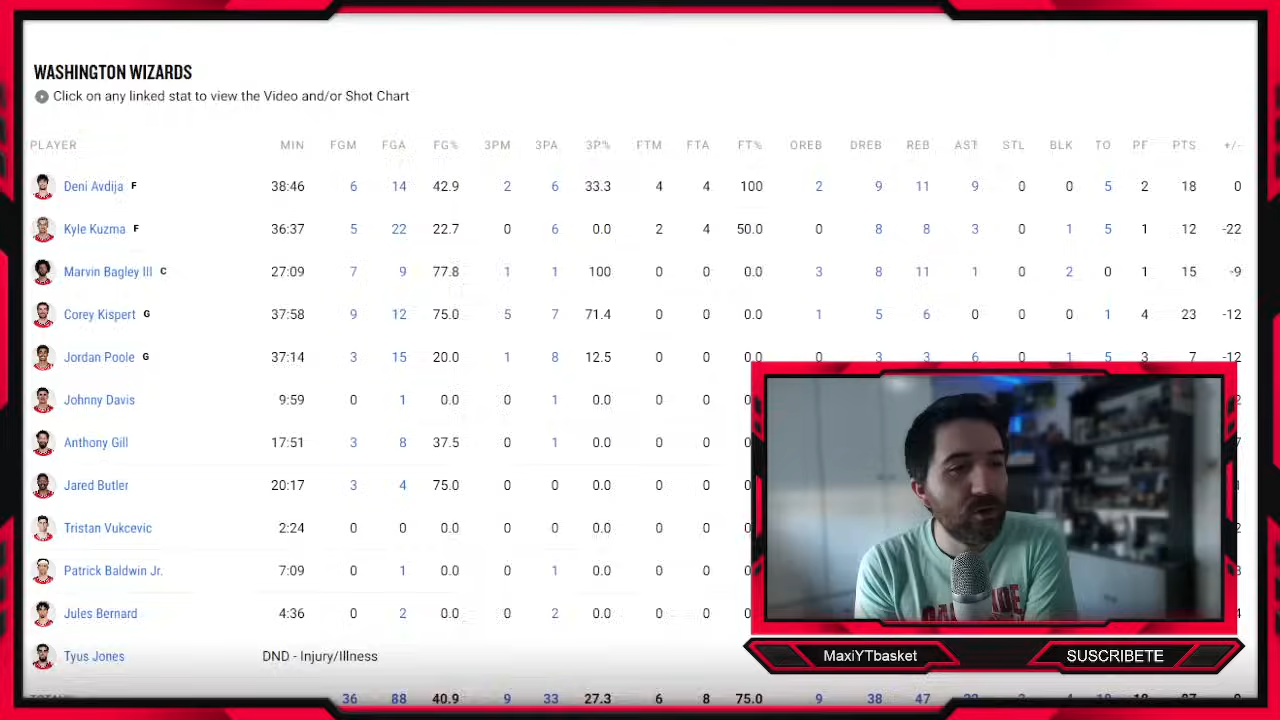 WASHINGTON WIZARDS
Click on any linked stat to view the Video and/or Shot Chart
PLAYER MIN FGM FGA FG% 3PM 3PA 3P% FTM FTA FT% OREB DREB REB AST STL BLK TO PF PTS +/-
Deni Avdija F 38:46 6 14 42.9 2 6 33.3 4 4 100 2 9 11 9 0 0 5 2 18 0
Kyle Kuzma F 36:37 5 22 22.7 0 6 0.0 2 4 50.0 0 8 8 3 0 1 5 1 12 -22
Marvin Bagley III C 27:09 7 9 77.8 1 1 100 0 0 0.0 3 8 11 1 0 2 0 1 15 -9
Corey Kispert G 37:58 9 12 75.0 5 7 71.4 0 0 0.0 1 5 6 0 0 0 1 4 23 -12
Jordan Poole G 37:14 3 15 20.0 1 8 12.5 0 0 0.0 0 3 3 6 0 1 5 3 7 -12
Johnny Davis 9:59 0 1 0.0 0 1 0.0 0 0
Anthony Gill 17:51 3 8 37.5 0 1 0.0 0 0
Jared Butler 20:17 3 4 75.0 0 0 0.0 0 0
Tristan Vukcevic 2:24 0 0 0.0 0 0 0.0 0 0
Patrick Baldwin Jr. 7:09 0 1 0.0 0 1 0.0 0 0
Jules Bernard 4:36 0 2 0.0 0 2 0.0 0 0
Tyus Jones DND - Injury/Illness
36 88 40.9 9 33 27.3 6 8 75.0 9 38 47
MaxiYTbasket
SUSCRIBETE